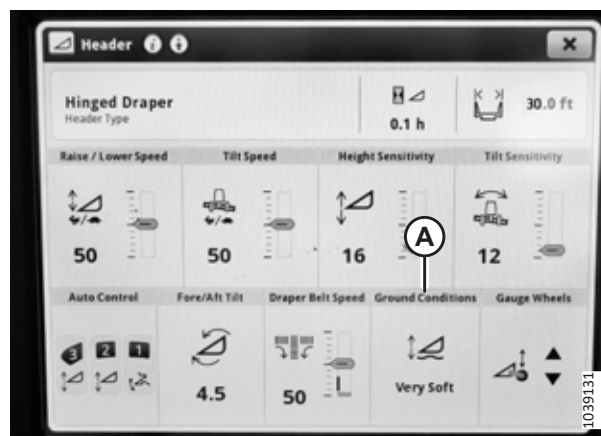 Header
Hinged Draper
Header Type
0.1 h
30.0 ft
Raise / Lower Speed
Tilt Speed
Height Sensitivity
Tilt Sensitivity
50
50
16
12
A
Auto Control
Fore/Aft Tilt
Draper Belt Speed
Ground Conditions
Gauge Wheels
3 2 1
4.5
50
Very Soft
1039131